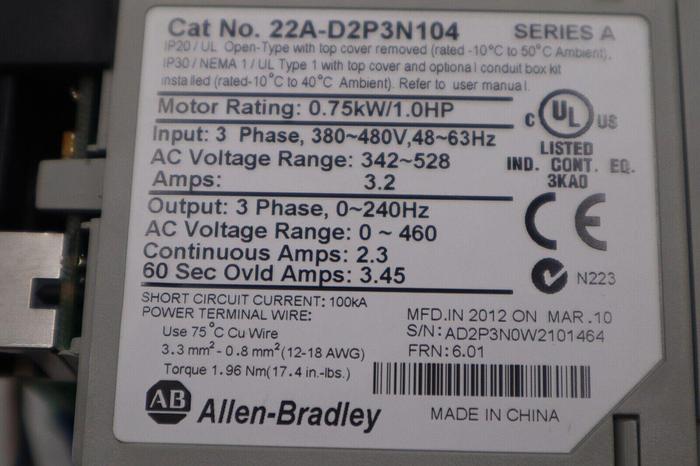 Cat No. 22A-D2P3N104 SERIES A
IP20 / UL Open-Type with top cover removed (rated -10°C to 50°C Ambient).
IP30 / NEMA 1 / UL Type 1 with top cover and optional conduit box kit
installed (rated-10°C to 40°C Ambient). Refer to user manual.
Motor Rating: 0.75kW/1.0HP
Input: 3 Phase, 380~480V,48~63Hz
AC Voltage Range: 342~528
Amps: 3.2
C UL US
LISTED
IND. CONT. EQ.
3KA0
Output: 3 Phase, 0~240Hz
AC Voltage Range: 0 ~ 460
Continuous Amps: 2.3
60 Sec Ovld Amps: 3.45
CE
N223
SHORT CIRCUIT CURRENT: 100kA
POWER TERMINAL WIRE:
Use 75°C Cu Wire
3.3 mm² - 0.8 mm² (12-18 AWG)
Torque 1.96 Nm(17.4 in.-lbs.)
MFD.IN 2012 ON MAR.10
S/N: AD2P3N0W2101464
FRN: 6.01
AB Allen-Bradley
MADE IN CHINA